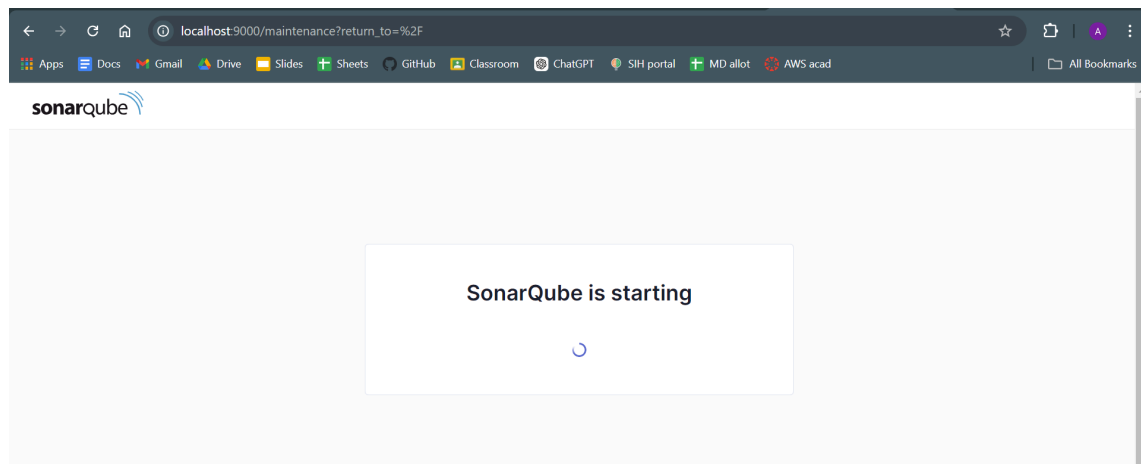 localhost:9000/maintenance?return_to=%2F
A
Apps Docs Gmail Drive Slides Sheets GitHub Classroom ChatGPT SIH portal MD allot AWS acad All Bookmarks
sonarqube
SonarQube is starting